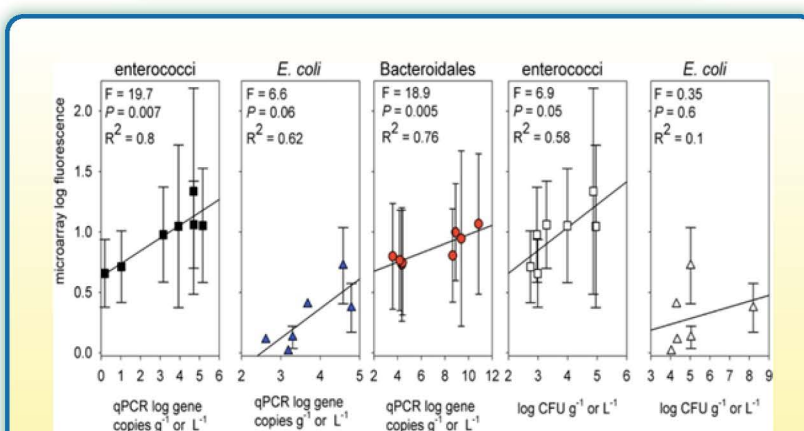 enterococci E. coli Bacteroidales enterococci E. coli
F = 19.7 F = 6.6 F = 18.9 F = 6.9 F = 0.35
P = 0.007 P = 0.06 P = 0.005 P = 0.05 P = 0.6
R² = 0.8 R² = 0.62 R² = 0.76 R² = 0.58 R² = 0.1
microarray log fluorescence
2.0
1.5
1.0
0.5
0.0
0 1 2 3 4 5 6 2 3 4 5 2 4 6 8 10 12 2 3 4 5 6 3 4 5 6 7 8 9
qPCR log gene qPCR log gene qPCR log gene log CFU g⁻¹ or L⁻¹ log CFU g⁻¹ or L⁻¹
copies g⁻¹ or L⁻¹ copies g⁻¹ or L⁻¹ copies g⁻¹ or L⁻¹